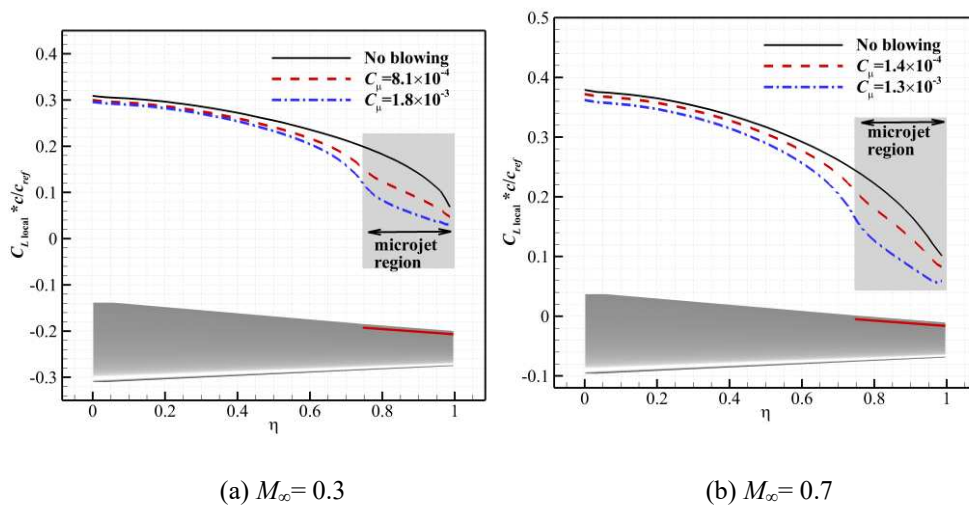 0.4
0.3
0.2
0.1
0
-0.1
-0.2
-0.3
C_L local *c/c_ref
No blowing
C_μ=8.1×10⁻⁴
C_μ=1.8×10⁻³
microjet
region
0 0.2 0.4 0.6 0.8 1
η
(a) M∞= 0.3
0.5
0.4
0.3
0.2
0.1
0
-0.1
C_L local *c/c_ref
No blowing
C_μ=1.4×10⁻⁴
C_μ=1.3×10⁻³
microjet
region
0 0.2 0.4 0.6 0.8 1
η
(b) M∞= 0.7